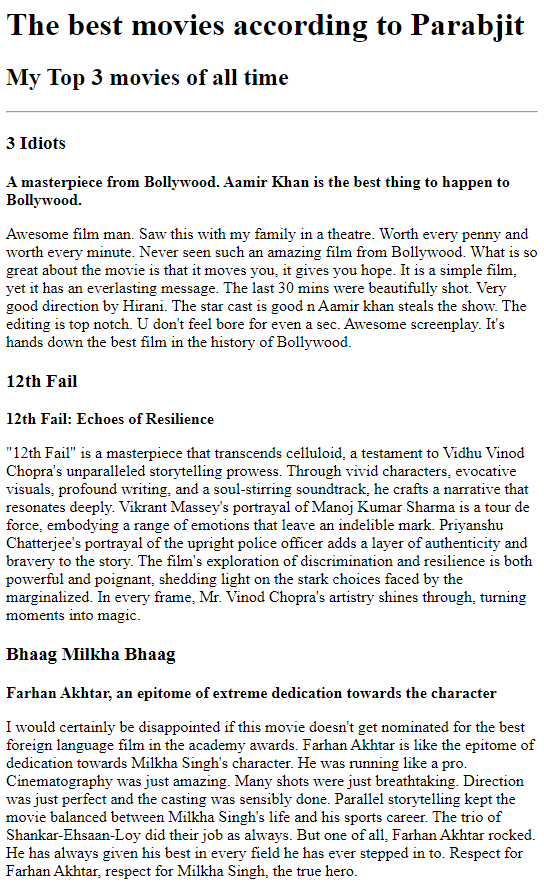 The best movies according to Parabjit
My Top 3 movies of all time
3 Idiots
A masterpiece from Bollywood. Aamir Khan is the best thing to happen to
Bollywood.
Awesome film man. Saw this with my family in a theatre. Worth every penny and
worth every minute. Never seen such an amazing film from Bollywood. What is so
great about the movie is that it moves you, it gives you hope. It is a simple film,
yet it has an everlasting message. The last 30 mins were beautifully shot. Very
good direction by Hirani. The star cast is good n Aamir khan steals the show. The
editing is top notch. U don't feel bore for even a sec. Awesome screenplay. It's
hands down the best film in the history of Bollywood.
12th Fail
12th Fail: Echoes of Resilience
"12th Fail" is a masterpiece that transcends celluloid, a testament to Vidhu Vinod
Chopra's unparalleled storytelling prowess. Through vivid characters, evocative
visuals, profound writing, and a soul-stirring soundtrack, he crafts a narrative that
resonates deeply. Vikrant Massey's portrayal of Manoj Kumar Sharma is a tour de
force, embodying a range of emotions that leave an indelible mark. Priyanshu
Chatterjee's portrayal of the upright police officer adds a layer of authenticity and
bravery to the story. The film's exploration of discrimination and resilience is both
powerful and poignant, shedding light on the stark choices faced by the
marginalized. In every frame, Mr. Vinod Chopra's artistry shines through, turning
moments into magic.
Bhaag Milkha Bhaag
Farhan Akhtar, an epitome of extreme dedication towards the character
I would certainly be disappointed if this movie doesn't get nominated for the best
foreign language film in the academy awards. Farhan Akhtar is like the epitome of
dedication towards Milkha Singh's character. He was running like a pro.
Cinematography was just amazing. Many shots were just breathtaking. Direction
was just perfect and the casting was sensibly done. Parallel storytelling kept the
movie balanced between Milkha Singh's life and his sports career. The trio of
Shankar-Ehsaan-Loy did their job as always. But one of all, Farhan Akhtar rocked.
He has always given his best in every field he has ever stepped in to. Respect for
Farhan Akhtar, respect for Milkha Singh, the true hero.